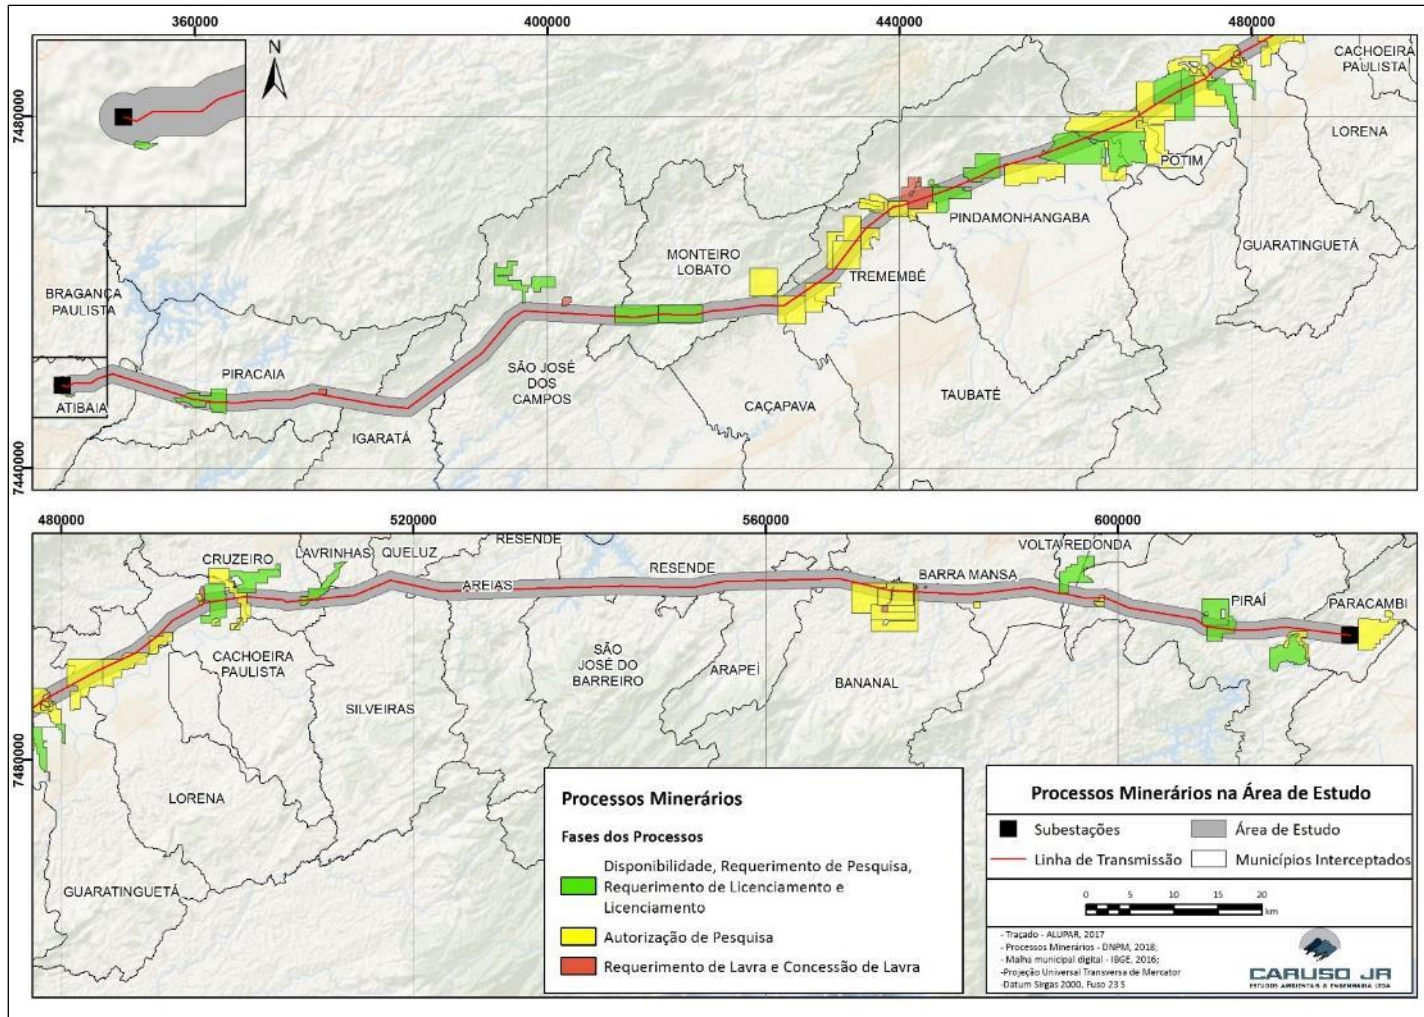 360000
400000
440000
480000
N
CACHOEIRA
PAULISTA
7480000
LORENA
POTIM
PINDAMONHANGABA
GUARATINGUETÁ
MONTEIRO
LOBATO
TREMEMBÉ
BRAGANÇA
PAULISTA
PIRACAIA
SÃO JOSÉ
DOS
CAMPOS
TAUBATÉ
ATIBAIA
CAÇAPAVA
IGARATÁ
7440000
480000
520000
560000
600000
RESENDE
VOLTA REDONDA
CRUZEIRO
LAVRINHAS
QUELUZ
AREIAS
RESENDE
BARRA MANSA
PIRAÍ
PARACAMBI
CACHOEIRA
PAULISTA
SÃO
JOSÉ DO
BARREIRO
ARAPEÍ
BANANAL
SILVEIRAS
7480000
LORENA
GUARATINGUETÁ
Processos Minerários
Fases dos Processos
Disponibilidade, Requerimento de Pesquisa,
Requerimento de Licenciamento e
Licenciamento
Autorização de Pesquisa
Requerimento de Lavra e Concessão de Lavra
Processos Minerários na Área de Estudo
Subestações
Área de Estudo
Linha de Transmissão
Municípios Interceptados
0 5 10 15 20
km
- Traçado - ALUPAR, 2017
- Processos Minerários - DNPM, 2018;
- Malha municipal digital - IBGE, 2016;
-Projeção Universal Transversa de Mercator
-Datum Sirgas 2000, Fuso 23 S
CARUSO JR
ESTUDOS AMBIENTAIS & ENGENHARIA LTDA